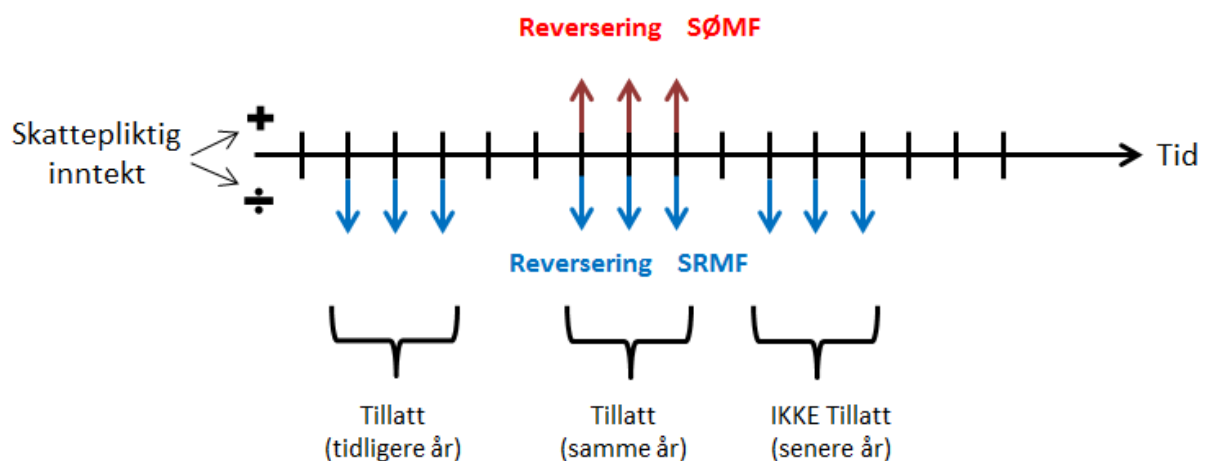 Reversering SØMF
Skattepliktig
inntekt
+
÷
Tid
Reversering SRMF
Tillatt
(tidligere år)
Tillatt
(samme år)
IKKE Tillatt
(senere år)